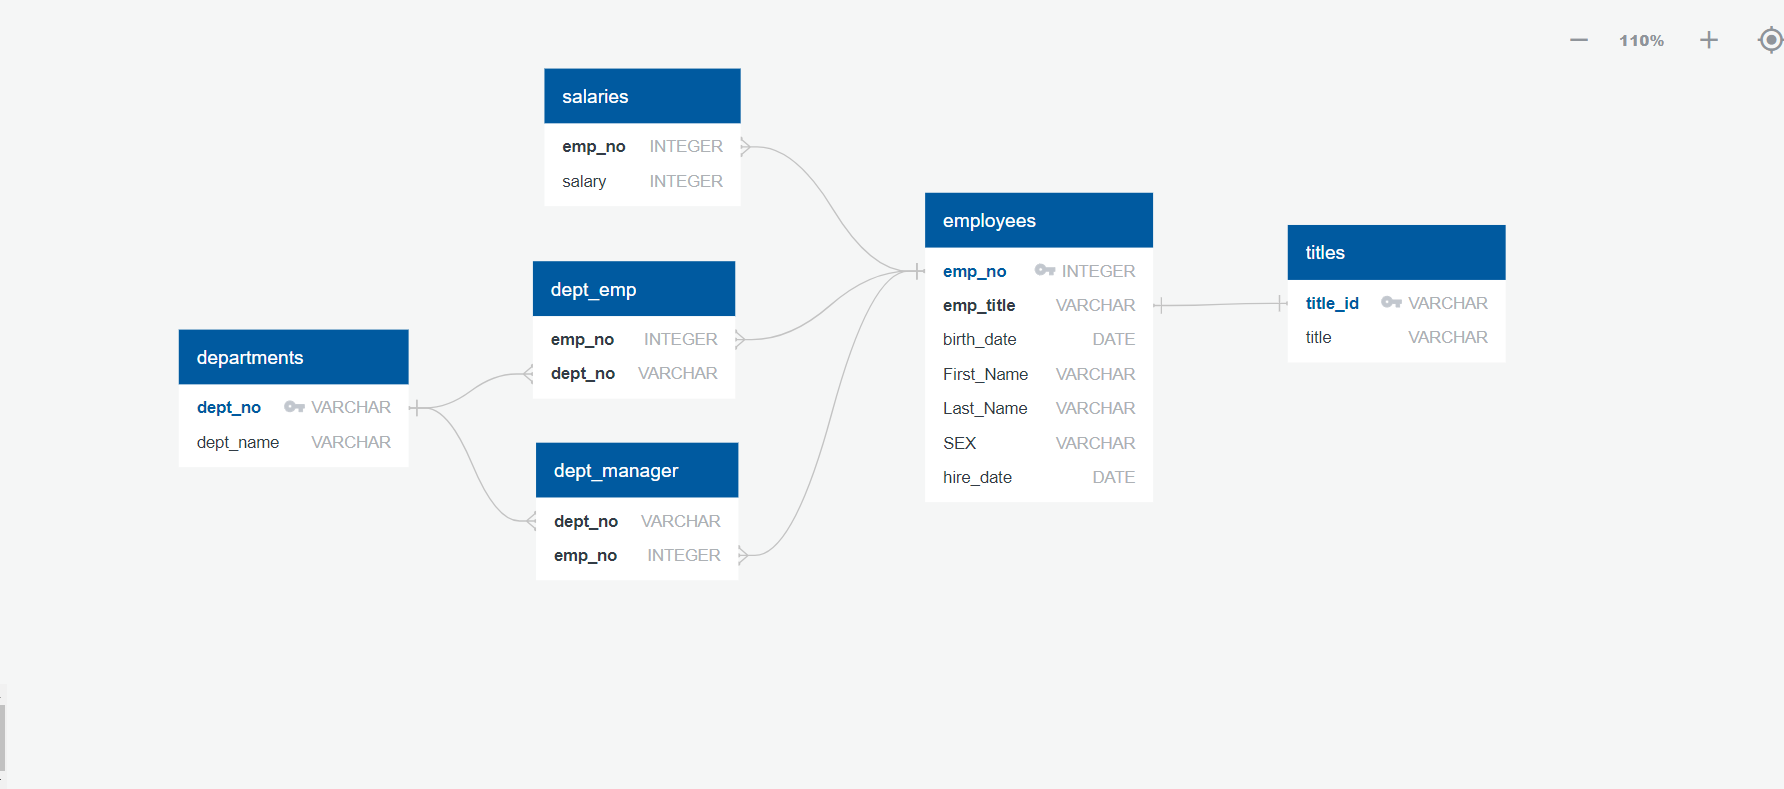 110%
salaries
emp_no INTEGER
salary INTEGER
dept_emp
emp_no INTEGER
dept_no VARCHAR
departments
dept_no VARCHAR
dept_name VARCHAR
dept_manager
dept_no VARCHAR
emp_no INTEGER
employees
emp_no INTEGER
emp_title VARCHAR
birth_date DATE
First_Name VARCHAR
Last_Name VARCHAR
SEX VARCHAR
hire_date DATE
titles
title_id VARCHAR
title VARCHAR